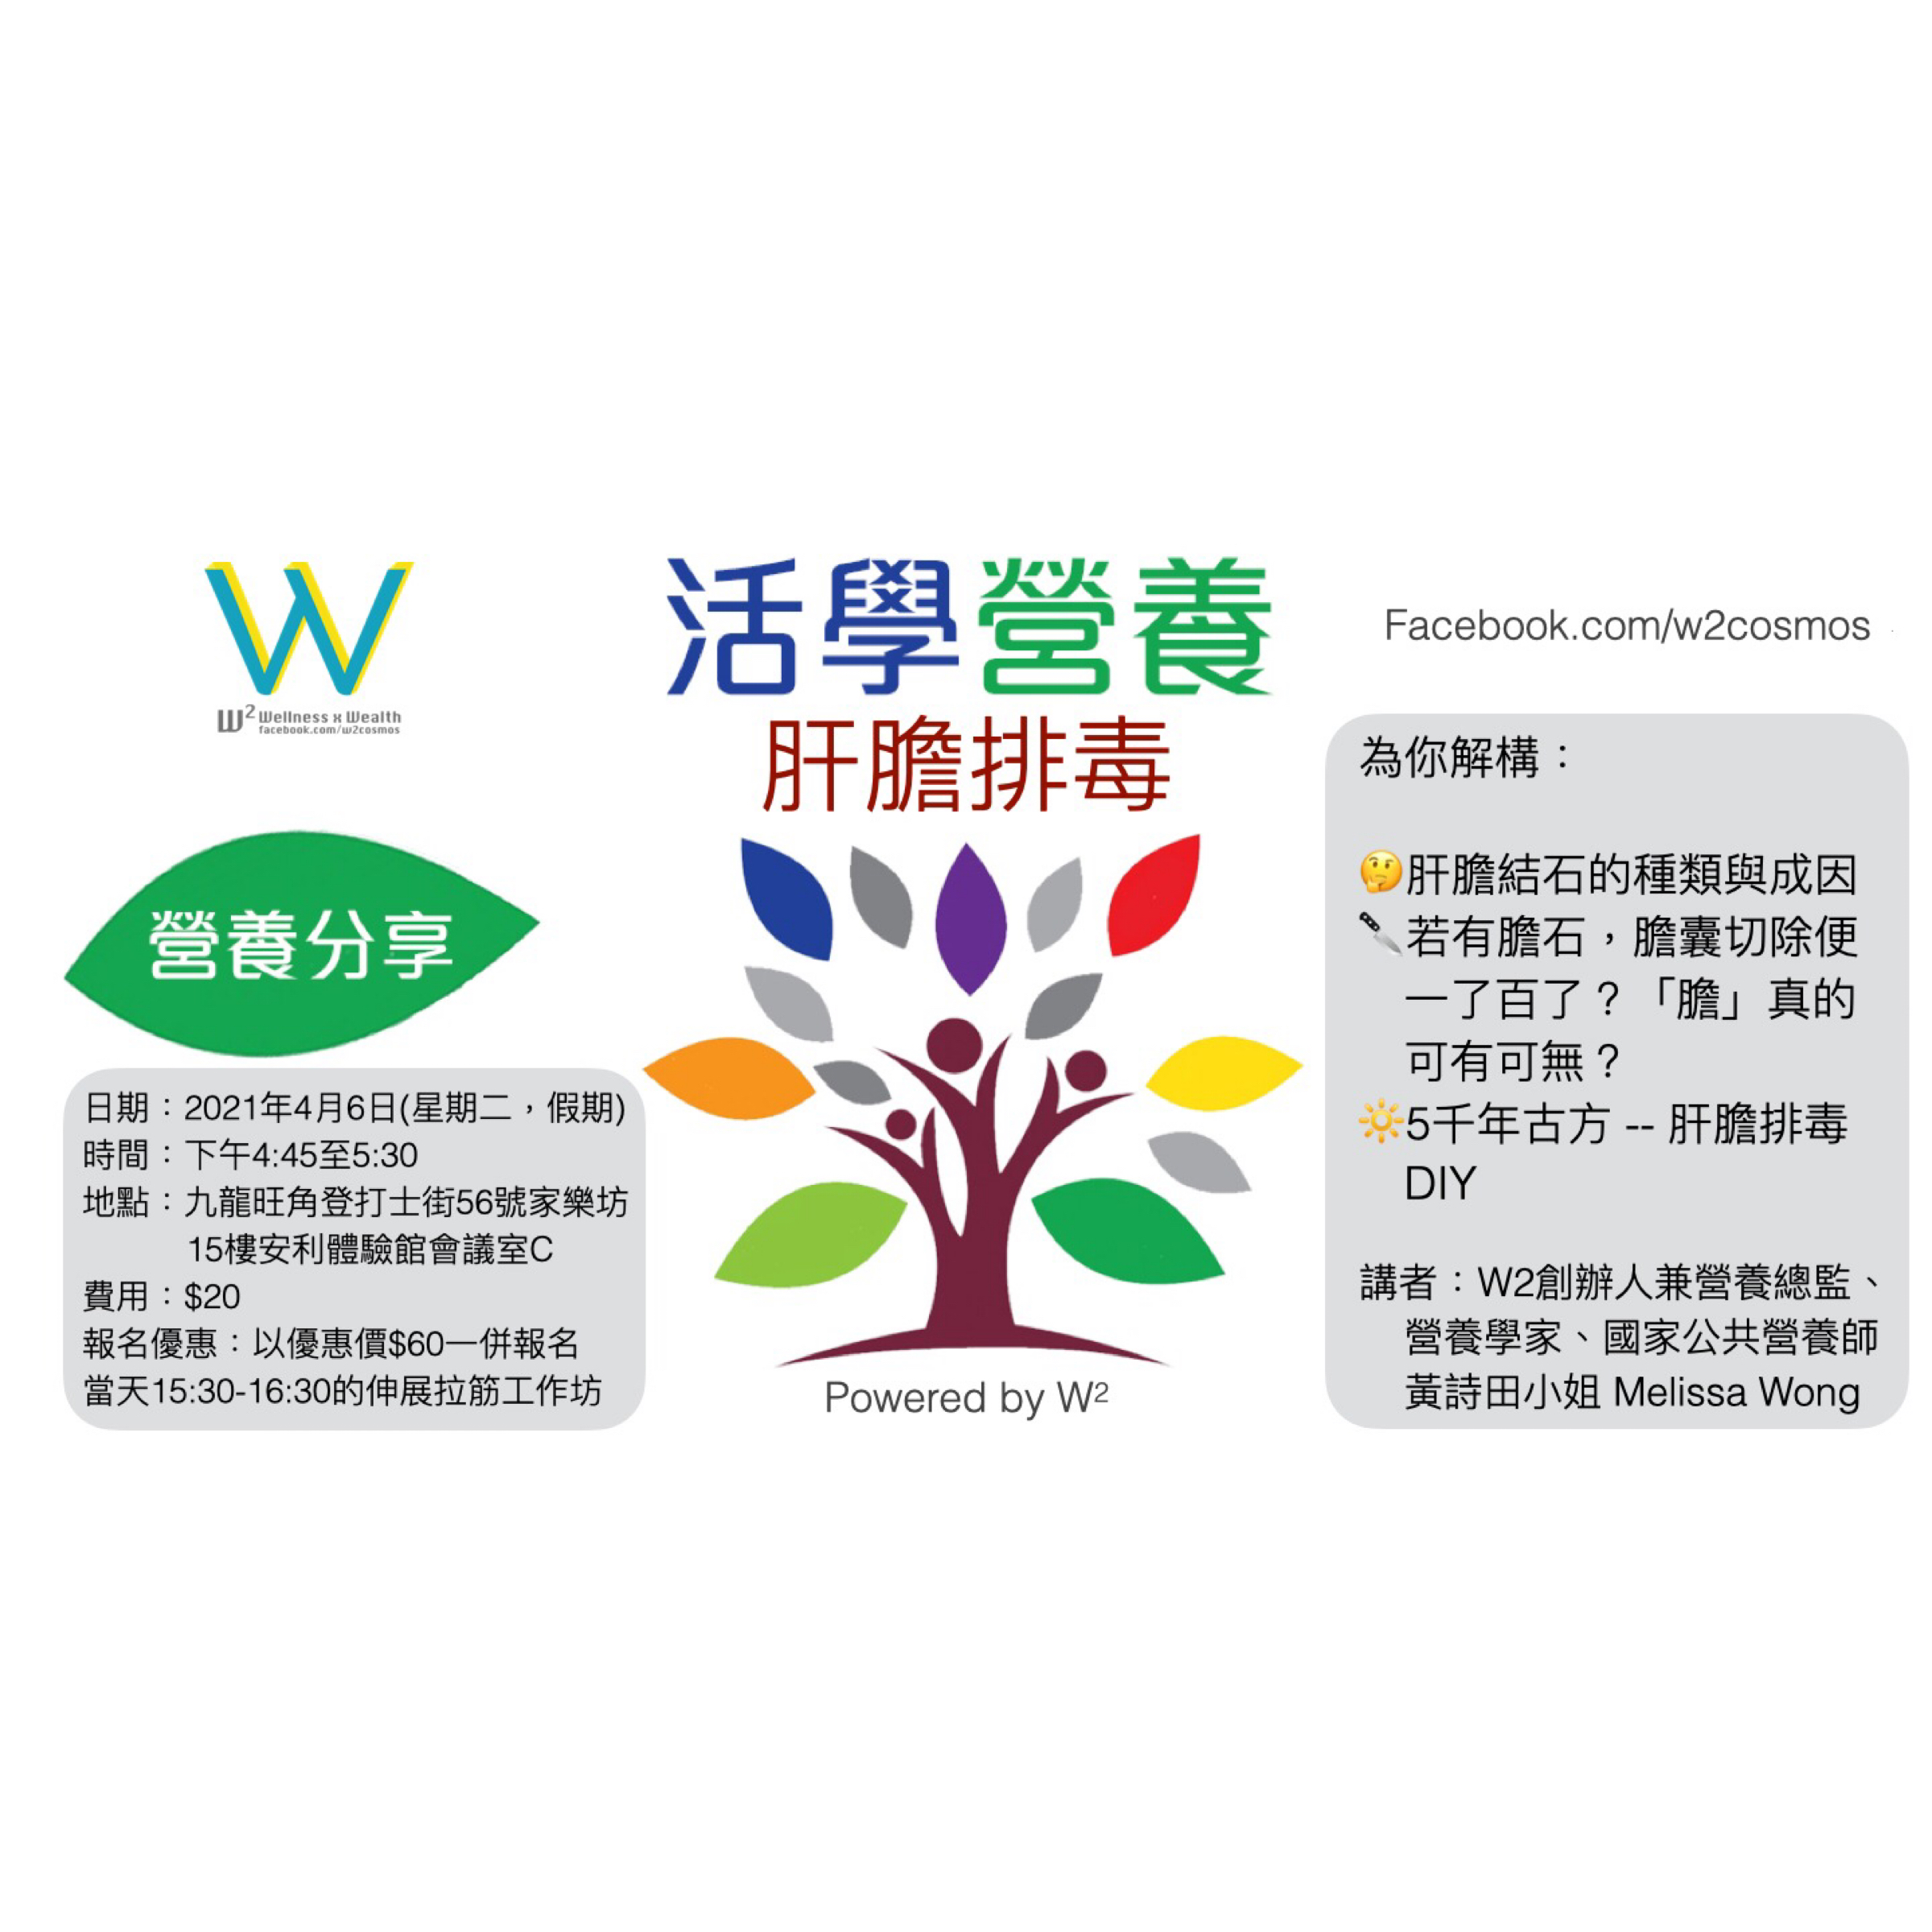 W² Wellness x Wealth
facebook.com/w2cosmos
營養分享
日期：2021年4月6日(星期二，假期)
時間：下午4:45至5:30
地點：九龍旺角登打士街56號家樂坊
15樓安利體驗館會議室C
費用：$20
報名優惠：以優惠價$60一併報名
當天15:30-16:30的伸展拉筋工作坊
活學營養
肝膽排毒
Powered by W²
Facebook.com/w2cosmos
為你解構：
🤔肝膽結石的種類與成因
🔪若有膽石，膽囊切除便
一了百了？「膽」真的
可有可無？
🔆5千年古方 -- 肝膽排毒
DIY
講者：W2創辦人兼營養總監、
營養學家、國家公共營養師
黃詩田小姐 Melissa Wong